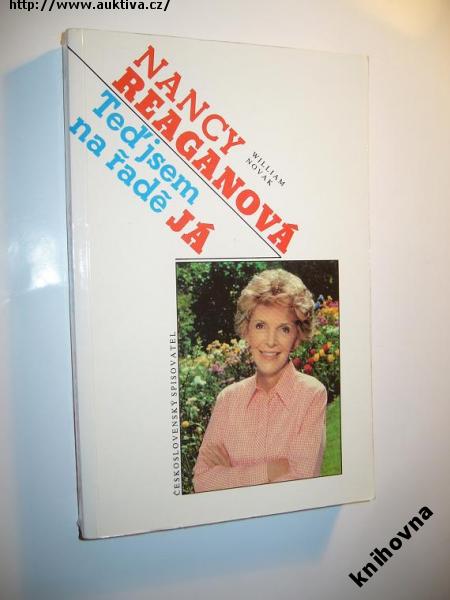 http://www.auktiva.cz/
NANCY
REAGANOVÁ
WILLIAM
NOVAK
Teď jsem
na řadě JÁ
ČESKOSLOVENSKÝ SPISOVATEL
knihovna